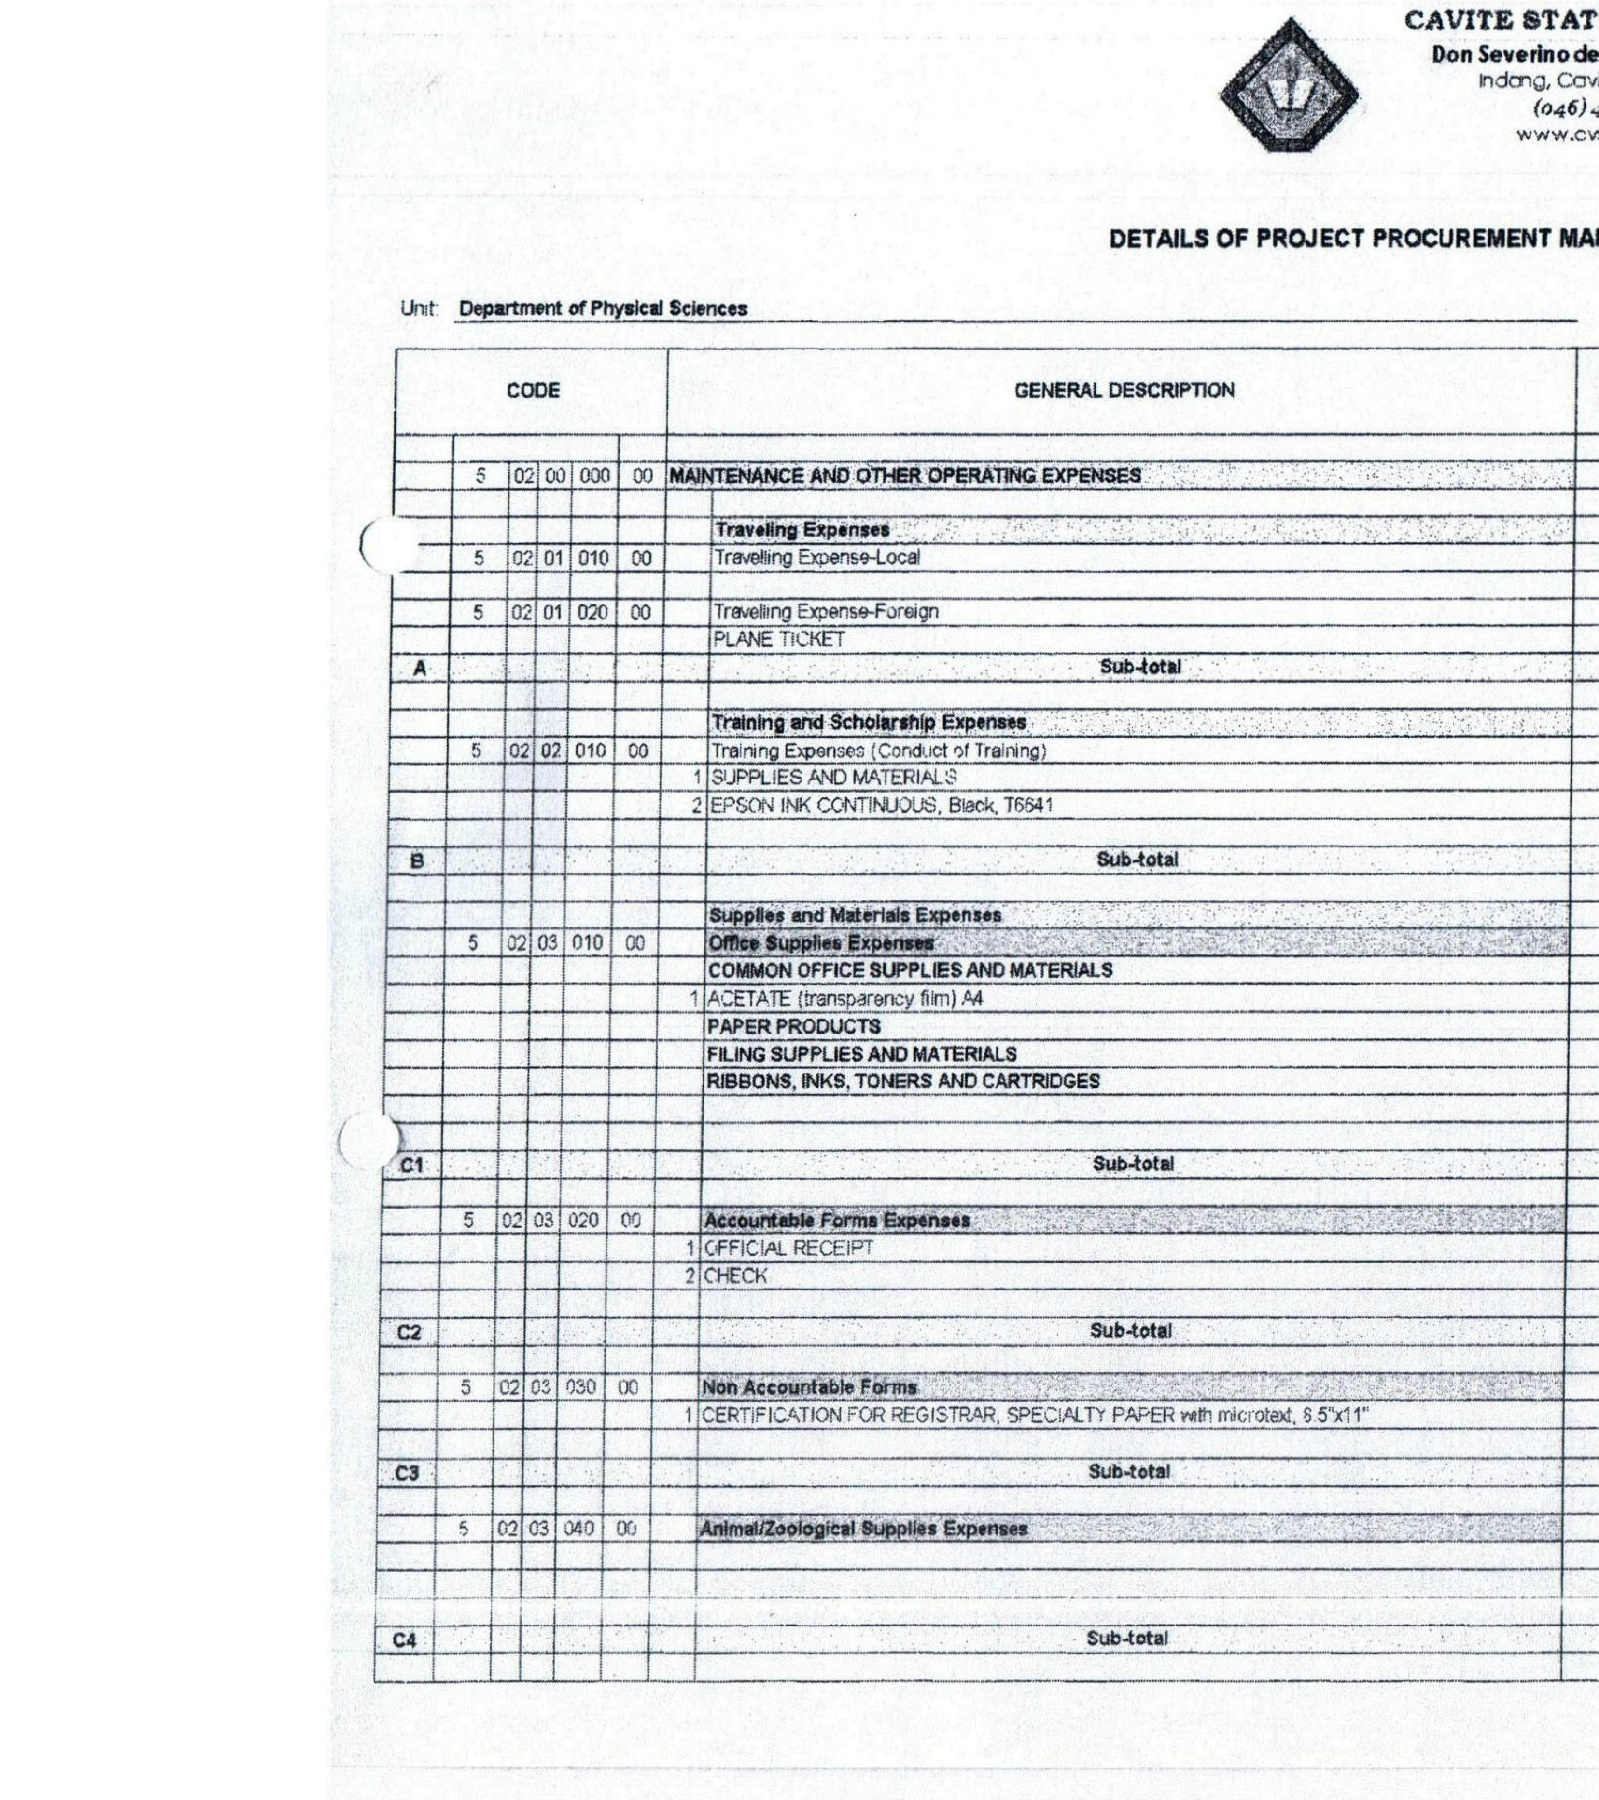 CAVITE STAT
Don Severino de
Indang, Cavi
(046) 4
www.cv
DETAILS OF PROJECT PROCUREMENT MA
Unit: Department of Physical Sciences
CODE GENERAL DESCRIPTION
5 02 00 000 00 MAINTENANCE AND OTHER OPERATING EXPENSES
Traveling Expenses
5 02 01 010 00 Travelling Expense-Local
5 02 01 020 00 Travelling Expense-Foreign
PLANE TICKET
A Sub-total
Training and Scholarship Expenses
5 02 02 010 00 Training Expenses (Conduct of Training)
1 SUPPLIES AND MATERIALS
2 EPSON INK CONTINUOUS, Black, T6641
B Sub-total
Supplies and Materials Expenses
5 02 03 010 00 Office Supplies Expenses
COMMON OFFICE SUPPLIES AND MATERIALS
1 ACETATE (transparency film) A4
PAPER PRODUCTS
FILING SUPPLIES AND MATERIALS
RIBBONS, INKS, TONERS AND CARTRIDGES
C1 Sub-total
5 02 03 020 00 Accountable Forms Expenses
1 OFFICIAL RECEIPT
2 CHECK
C2 Sub-total
5 02 03 030 00 Non Accountable Forms
1 CERTIFICATION FOR REGISTRAR, SPECIALTY PAPER with microtext, 8.5"x11"
C3 Sub-total
5 02 03 040 00 Animal/Zoological Supplies Expenses
C4 Sub-total